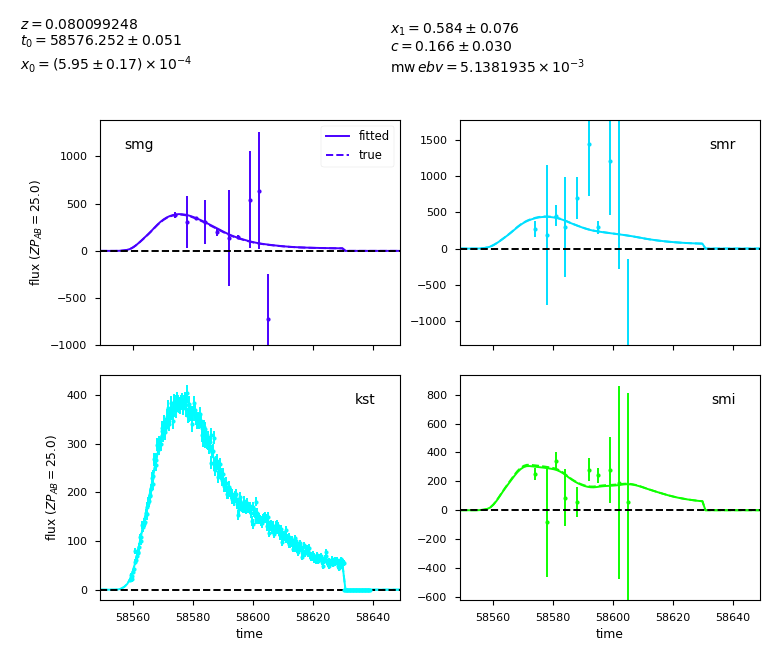 z = 0.080099248
t0 = 58576.252 ± 0.051
x0 = (5.95 ± 0.17) × 10^−4
x1 = 0.584 ± 0.076
c = 0.166 ± 0.030
mw ebv = 5.1381935 × 10^−3
smg
fitted
true
1000
500
0
−500
−1000
flux (ZP_AB = 25.0)
smr
1500
1000
500
0
−500
−1000
kst
400
300
200
100
0
flux (ZP_AB = 25.0)
58560 58580 58600 58620 58640
time
smi
800
600
400
200
0
−200
−400
−600
58560 58580 58600 58620 58640
time